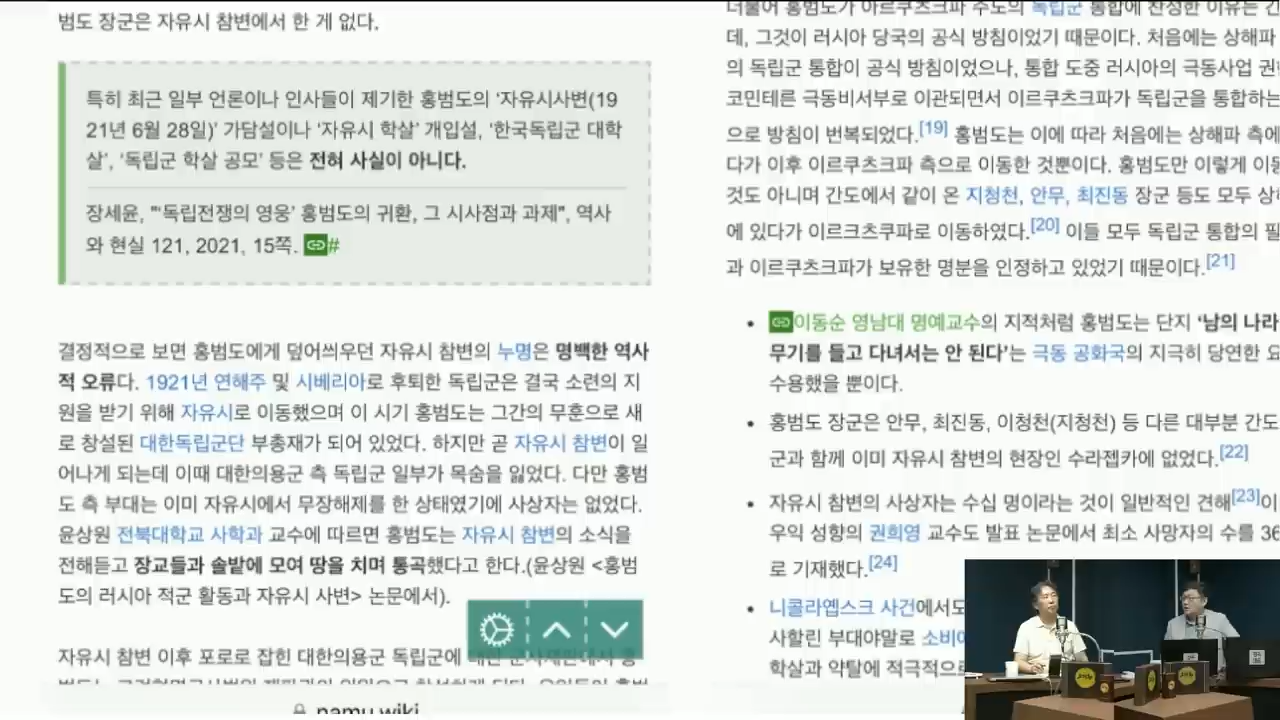 범도 장군은 자유시 참변에서 한 게 없다.
특히 최근 일부 언론이나 인사들이 제기한 홍범도의 '자유시사변(19
21년 6월 28일)' 가담설이나 '자유시 학살' 개입설, '한국독립군 대학
살', '독립군 학살 공모' 등은 전혀 사실이 아니다.
장세윤, "'독립전쟁의 영웅' 홍범도의 귀환, 그 시사점과 과제", 역사
와 현실 121, 2021, 15쪽. #
결정적으로 보면 홍범도에게 덮어씌우던 자유시 참변의 누명은 명백한 역사
적 오류다. 1921년 연해주 및 시베리아로 후퇴한 독립군은 결국 소련의 지
원을 받기 위해 자유시로 이동했으며 이 시기 홍범도는 그간의 무훈으로 새
로 창설된 대한독립군단 부총재가 되어 있었다. 하지만 곧 자유시 참변이 일
어나게 되는데 이때 대한의용군 측 독립군 일부가 목숨을 잃었다. 다만 홍범
도 측 부대는 이미 자유시에서 무장해제를 한 상태였기에 사상자는 없었다.
윤상원 전북대학교 사학과 교수에 따르면 홍범도는 자유시 참변의 소식을
전해듣고 장교들과 솔밭에 모여 땅을 치며 통곡했다고 한다.(윤상원 <홍범
도의 러시아 적군 활동과 자유시 사변> 논문에서).
자유시 참변 이후 포로로 잡힌 대한의용군 독립군에
namu.wiki
더불어 홍범도가 이르쿠츠크파 주도의 독립군 통합에 찬성한 이유는 간
데, 그것이 러시아 당국의 공식 방침이었기 때문이다. 처음에는 상해파
의 독립군 통합이 공식 방침이었으나, 통합 도중 러시아의 극동사업 권한
코민테른 극동비서부로 이관되면서 이르쿠츠크파가 독립군을 통합하는
으로 방침이 번복되었다.[19] 홍범도는 이에 따라 처음에는 상해파 측에
다가 이후 이르쿠츠크파 측으로 이동한 것뿐이다. 홍범도만 이렇게 이동
것도 아니며 간도에서 같이 온 지청천, 안무, 최진동 장군 등도 모두 상
에 있다가 이르크츠쿠파로 이동하였다.[20] 이들 모두 독립군 통합의 필
과 이르쿠츠크파가 보유한 명분을 인정하고 있었기 때문이다.[21]
• 이동순 영남대 명예교수의 지적처럼 홍범도는 단지 '남의 나라
무기를 들고 다녀서는 안 된다'는 극동 공화국의 지극히 당연한 요
수용했을 뿐이다.
• 홍범도 장군은 안무, 최진동, 이청천(지청천) 등 다른 대부분 간도
군과 함께 이미 자유시 참변의 현장인 수라젭카에 없었다.[22]
• 자유시 참변의 사상자는 수십 명이라는 것이 일반적인 견해[23]이
우익 성향의 권희영 교수도 발표 논문에서 최소 사망자의 수를 36
로 기재했다.[24]
• 니콜라옙스크 사건에서도
사할린 부대야말로 소비에
학살과 약탈에 적극적으로